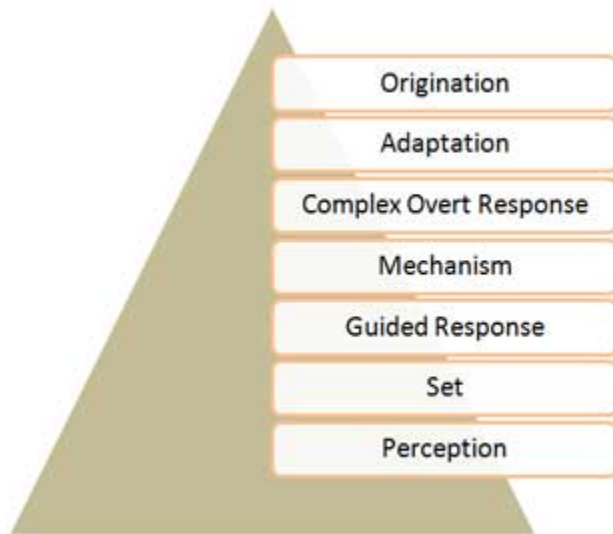 Origination
Adaptation
Complex Overt Response
Mechanism
Guided Response
Set
Perception